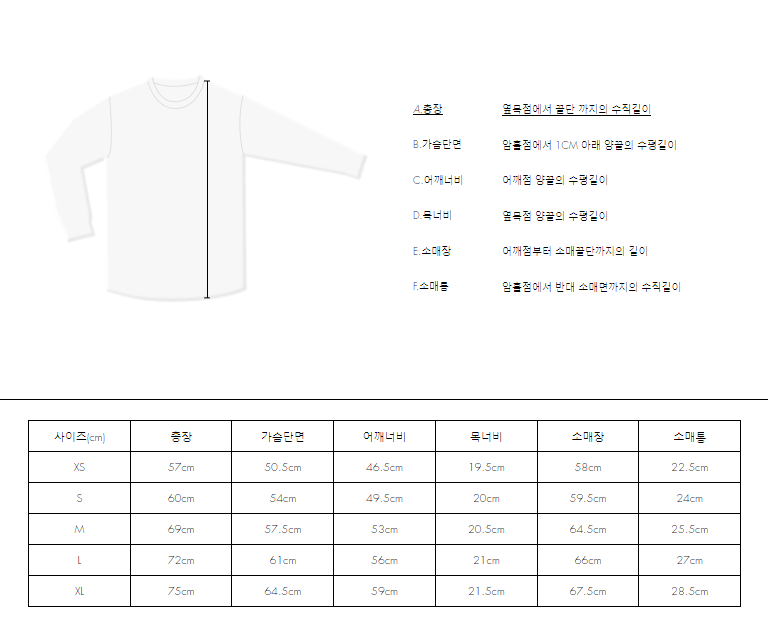 A.총장 옆목점에서 끝단 까지의 수직길이
B.가슴단면 암홀점에서 1CM 아래 양끝의 수평길이
C.어깨너비 어깨점 양끝의 수평길이
D.목너비 옆목점 양끝의 수평길이
E.소매장 어깨점부터 소매끝단까지의 길이
F.소매통 암홀점에서 반대 소매면까지의 수직길이
사이즈(cm) 총장 가슴단면 어깨너비 목너비 소매장 소매통
XS 57cm 50.5cm 46.5cm 19.5cm 58cm 22.5cm
S 60cm 54cm 49.5cm 20cm 59.5cm 24cm
M 69cm 57.5cm 53cm 20.5cm 64.5cm 25.5cm
L 72cm 61cm 56cm 21cm 66cm 27cm
XL 75cm 64.5cm 59cm 21.5cm 67.5cm 28.5cm